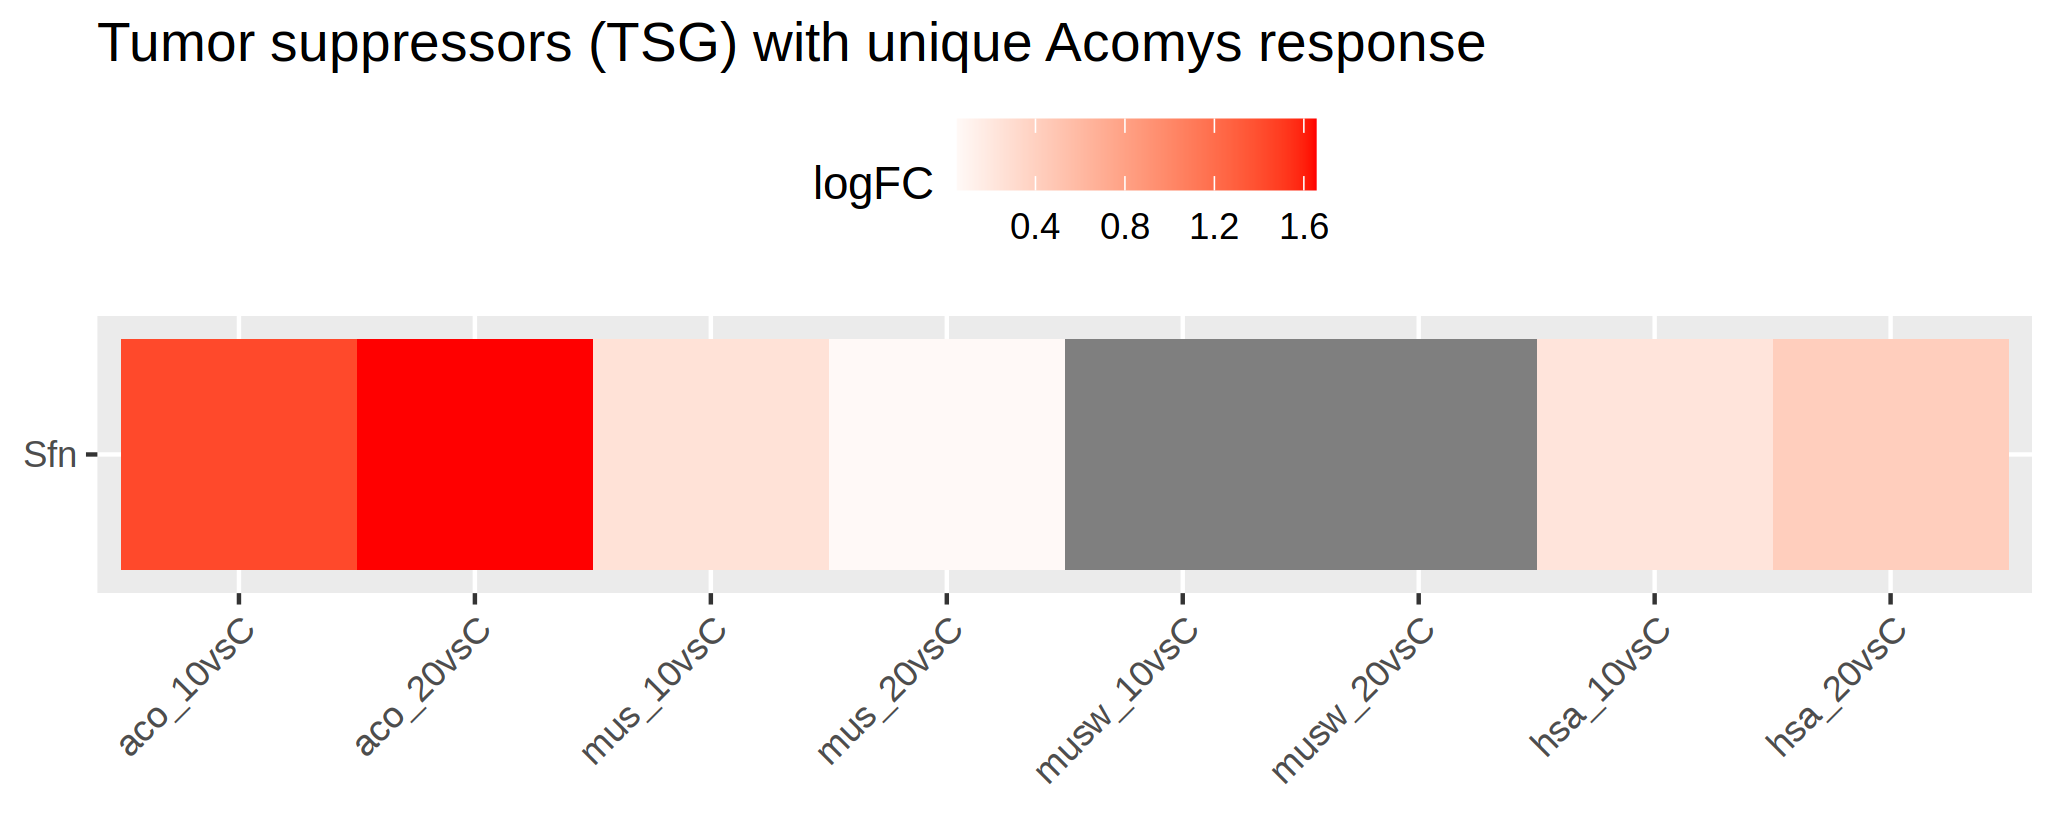 Tumor suppressors (TSG) with unique Acomys response
logFC
0.4 0.8 1.2 1.6
Sfn
aco_10vsC aco_20vsC mus_10vsC mus_20vsC musw_10vsC musw_20vsC hsa_10vsC hsa_20vsC